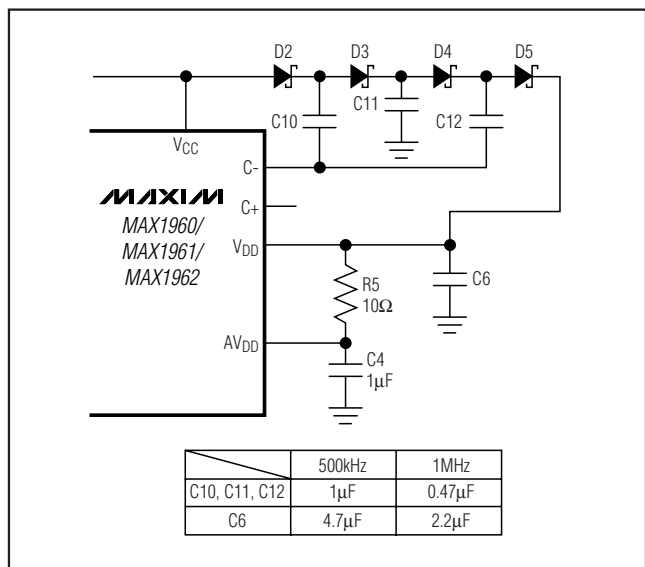 D2 D3 D4 D5
C10 C11 C12
VCC
C-
MAXIM
C+
MAX1960/
MAX1961/
MAX1962
VDD
R5
10Ω
C6
AVDD
C4
1µF
500kHz 1MHz
C10, C11, C12 1µF 0.47µF
C6 4.7µF 2.2µF